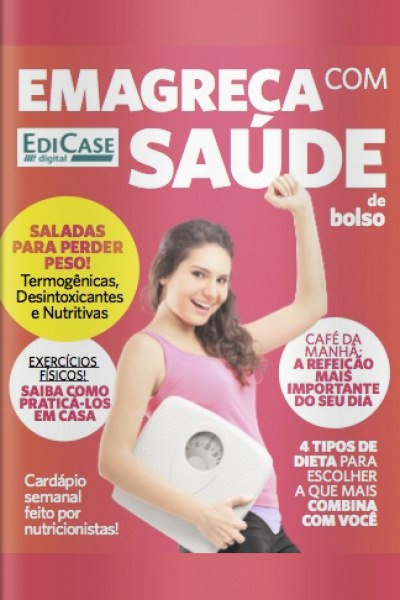 EMAGREÇA COM
SAÚDE
de
bolso
EDICASE
digital
SALADAS
PARA PERDER
PESO!
Termogênicas,
Desintoxicantes
e Nutritivas
EXERCÍCIOS
FÍSICOS!
SAIBA COMO
PRATICÁ-LOS
EM CASA
CAFÉ DA
MANHÃ:
A REFEIÇÃO
MAIS
IMPORTANTE
DO SEU DIA
4 TIPOS DE
DIETA PARA
ESCOLHER
A QUE MAIS
COMBINA
COM VOCÊ
Cardápio
semanal
feito por
nutricionistas!